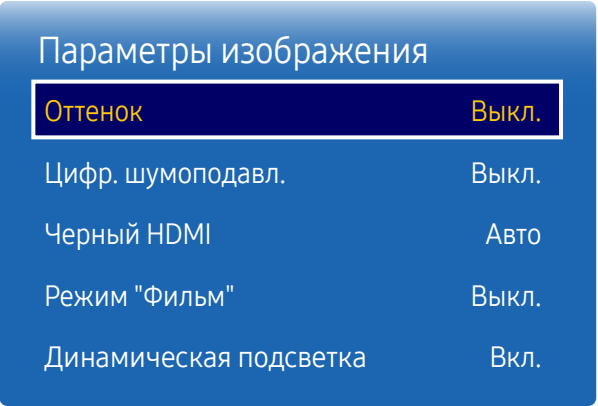 Параметры изображения
Оттенок Выкл.
Цифр. шумоподавл. Выкл.
Черный HDMI Авто
Режим "Фильм" Выкл.
Динамическая подсветка Вкл.